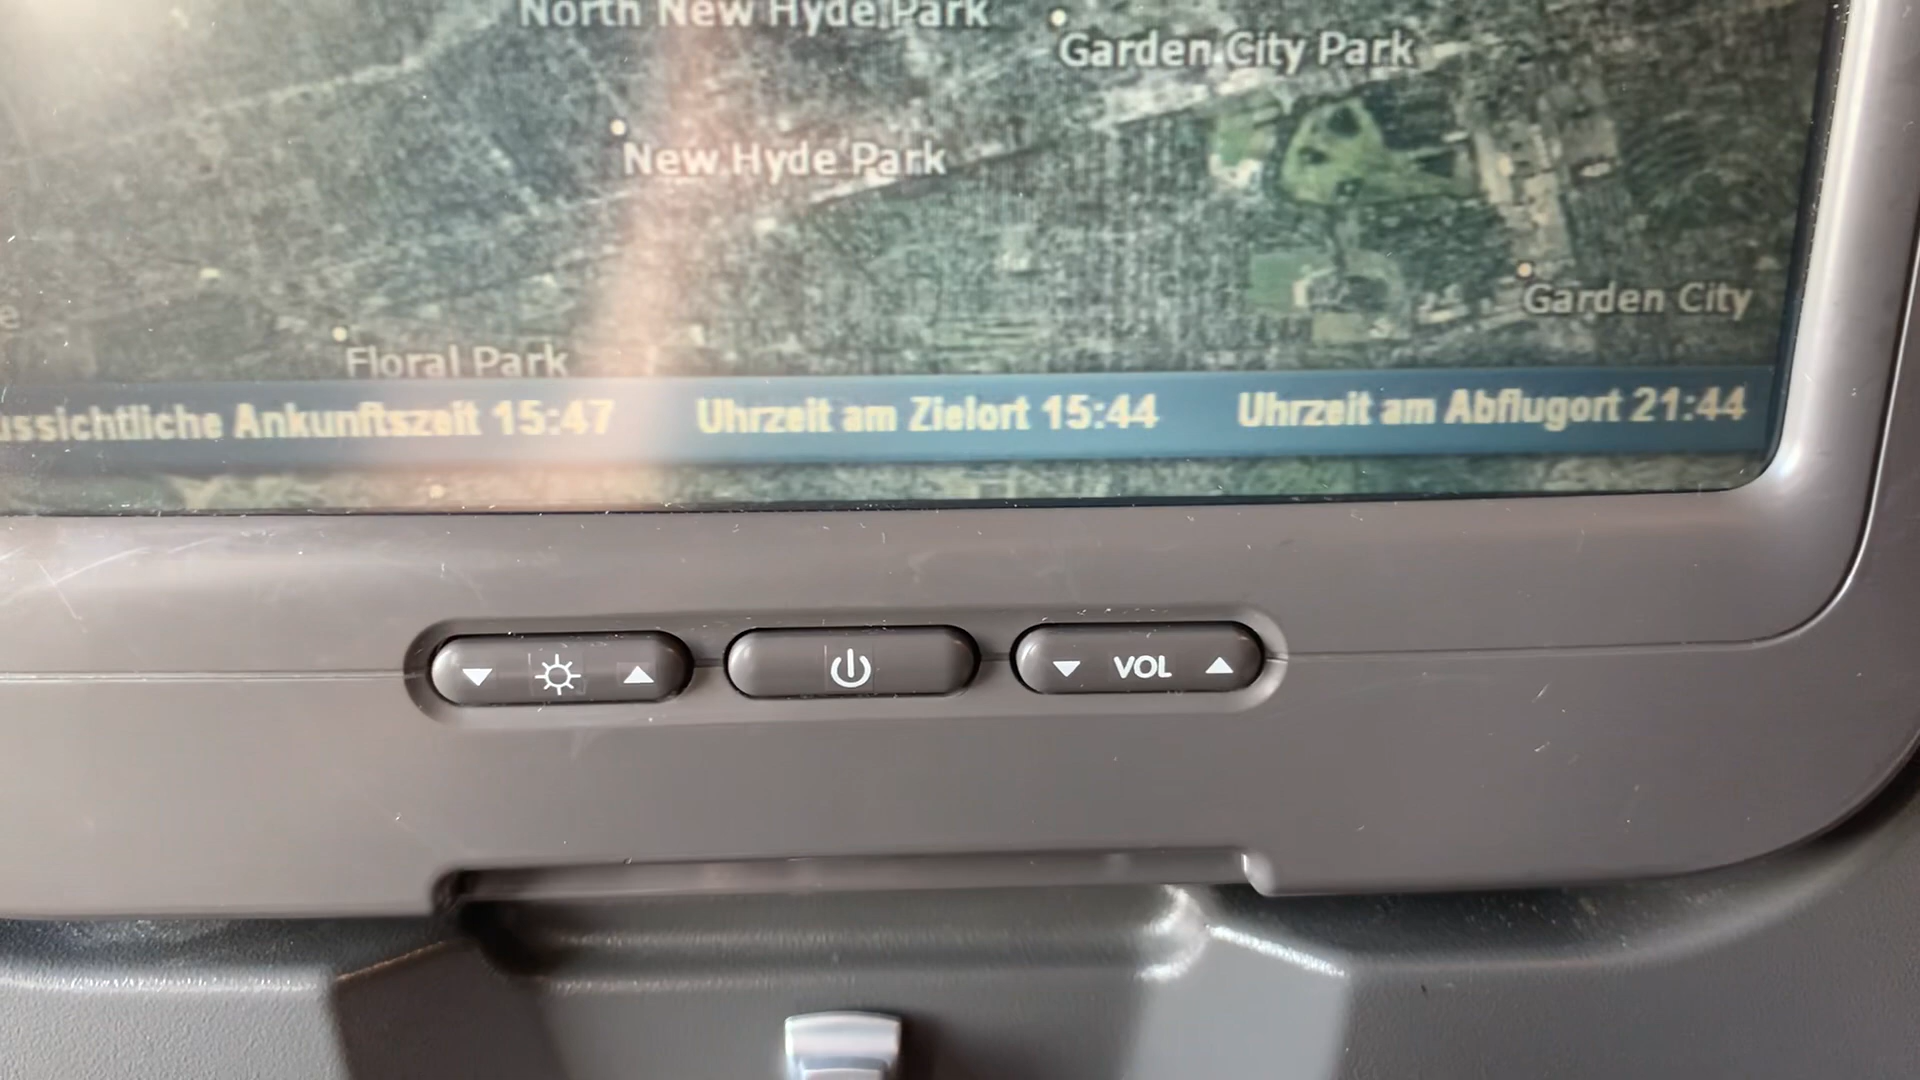 North New Hyde Park
Garden City Park
New Hyde Park
Garden City
Floral Park
Ankunftszeit 15:47 Uhrzeit am Zielort 15:44 Uhrzeit am Abflugort 21:44
VOL